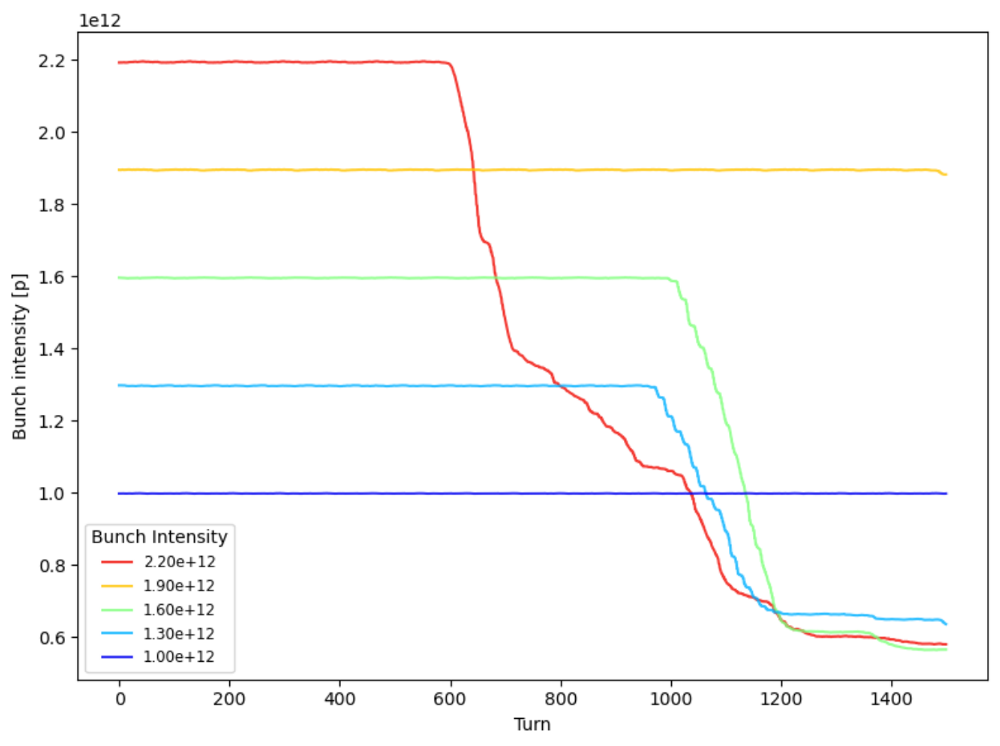 1e12
2.2
2.0
1.8
1.6
1.4
1.2
1.0
0.8
0.6
Bunch intensity [p]
Bunch Intensity
2.20e+12
1.90e+12
1.60e+12
1.30e+12
1.00e+12
0 200 400 600 800 1000 1200 1400
Turn